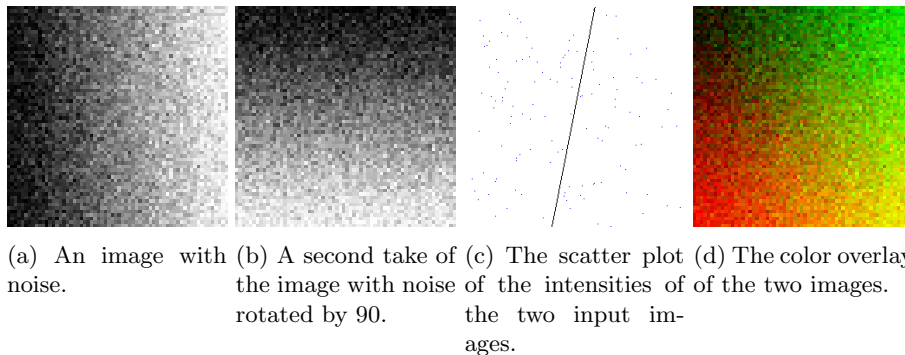 (a) An image with noise.
(b) A second take of the image with noise rotated by 90.
(c) The scatter plot of the intensities of the two input im-ages.
(d) The color overlay of the two images.